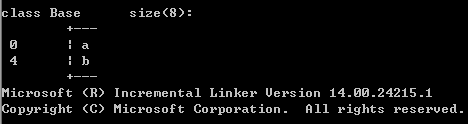 class Base      size(8):
        +---
 0      | a
 4      | b
        +---
Microsoft (R) Incremental Linker Version 14.00.24215.1
Copyright (C) Microsoft Corporation.  All rights reserved.